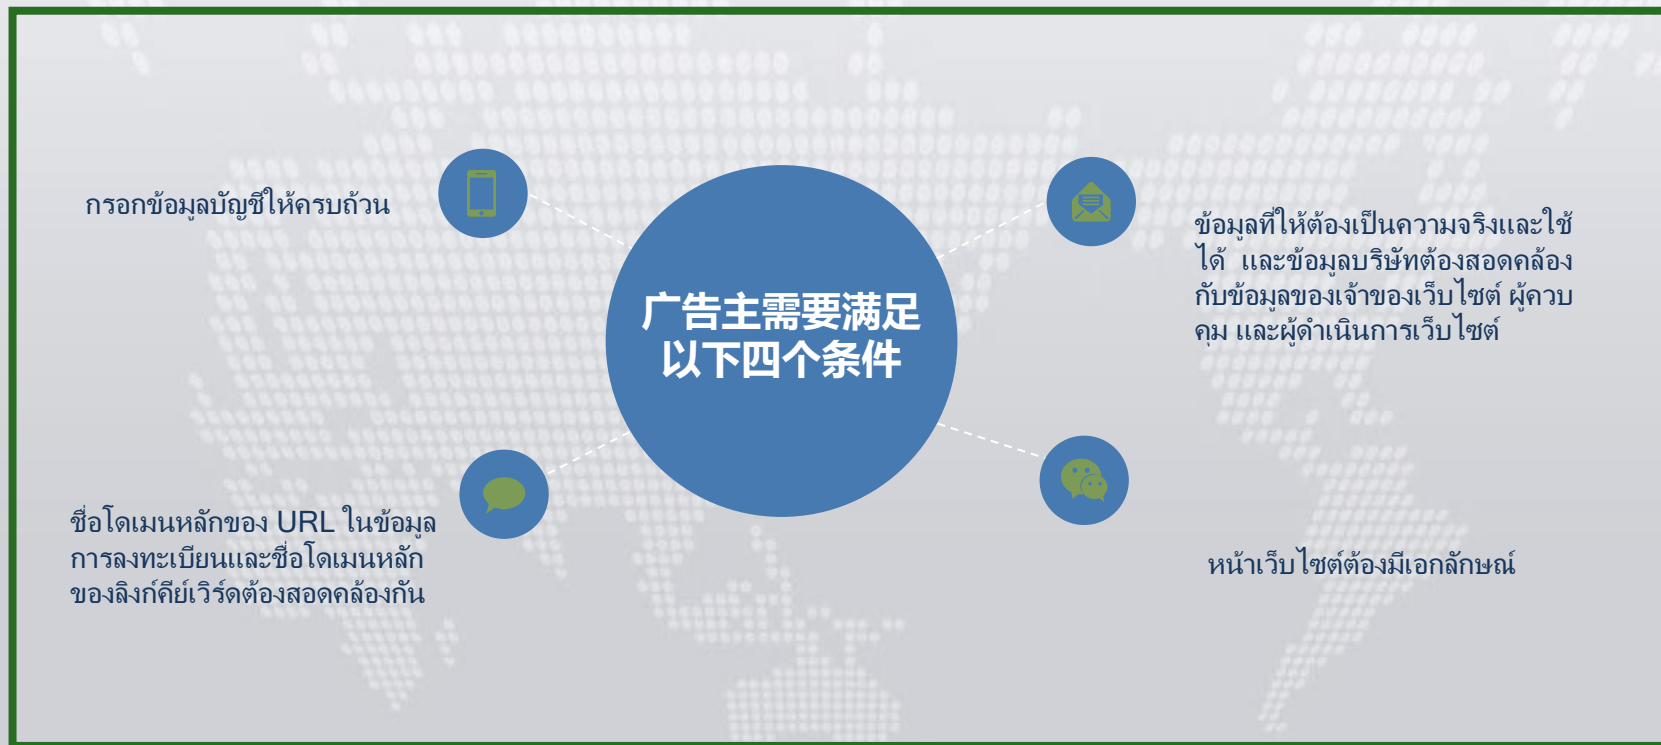 กรอกข้อมูลบัญชีให้ครบถ้วน
ข้อมูลที่ให้ต้องเป็นความจริงและใช้
ได้ และข้อมูลบริษัทต้องสอดคล้อง
กับข้อมูลของเจ้าของเว็บไซต์ ผู้ควบ
คุม และผู้ดำเนินการเว็บไซต์
广告主需要满足
以下四个条件
ชื่อโดเมนหลักของ URL ในข้อมูล
การลงทะเบียนและชื่อโดเมนหลัก
ของลิงก์คีย์เวิร์ดต้องสอดคล้องกัน
หน้าเว็บไซต์ต้องมีเอกลักษณ์